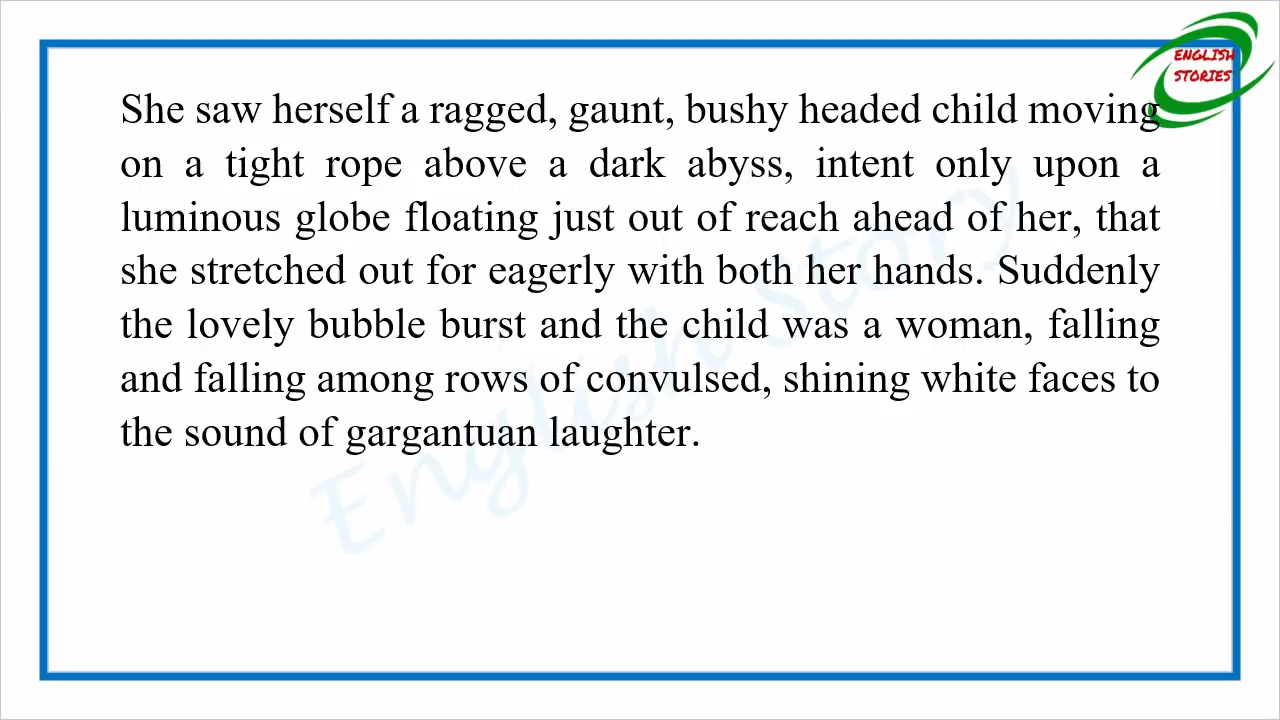 ENGLISH
STORIES
She saw herself a ragged, gaunt, bushy headed child moving
on a tight rope above a dark abyss, intent only upon a
luminous globe floating just out of reach ahead of her, that
she stretched out for eagerly with both her hands. Suddenly
the lovely bubble burst and the child was a woman, falling
and falling among rows of convulsed, shining white faces to
the sound of gargantuan laughter.
English Story